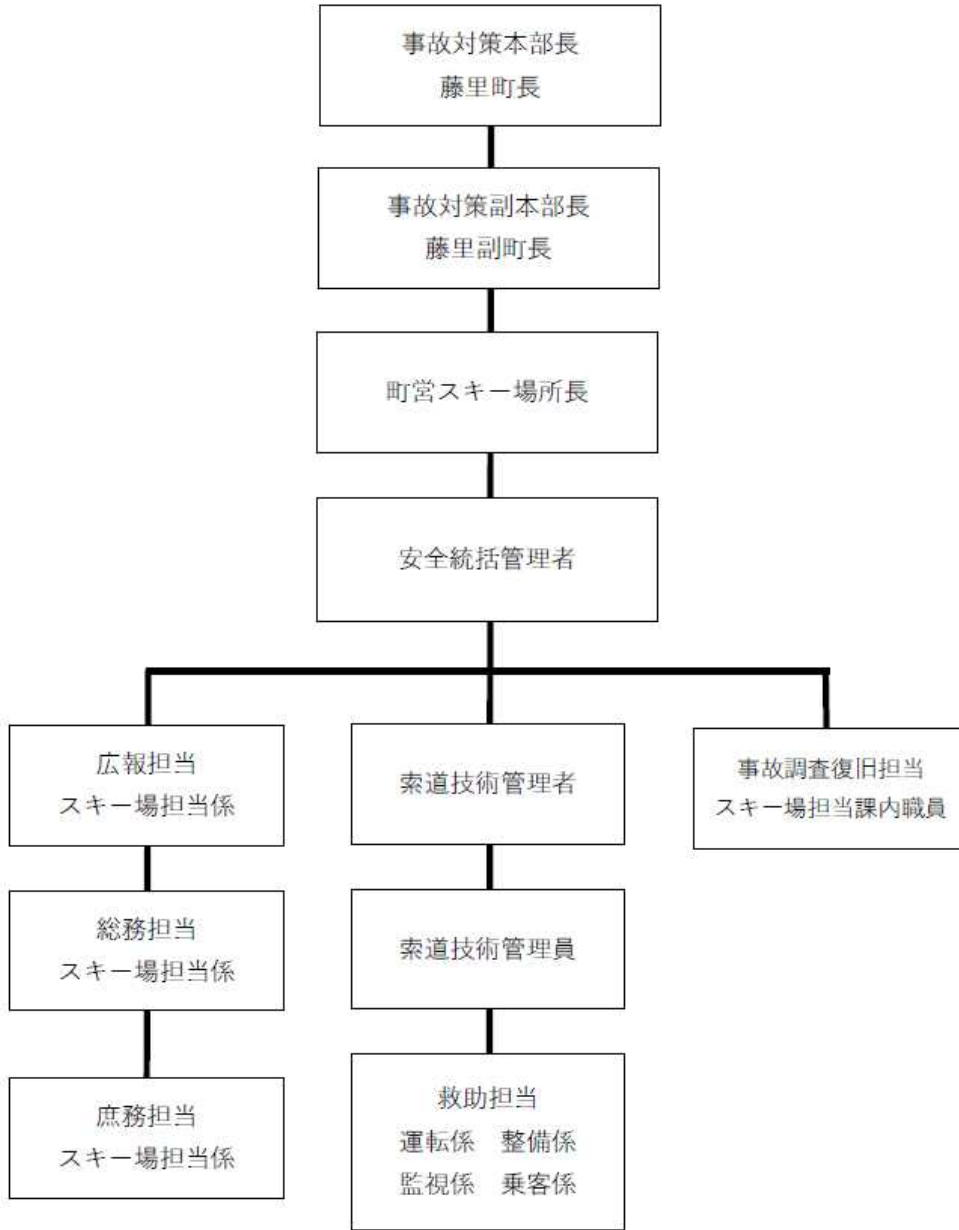 事故対策本部長
藤里町長
事故対策副本部長
藤里副町長
町営スキー場所長
安全統括管理者
広報担当
スキー場担当係
索道技術管理者
事故調査復旧担当
スキー場担当課内職員
総務担当
スキー場担当係
索道技術管理員
庶務担当
スキー場担当係
救助担当
運転係　整備係
監視係　乗客係